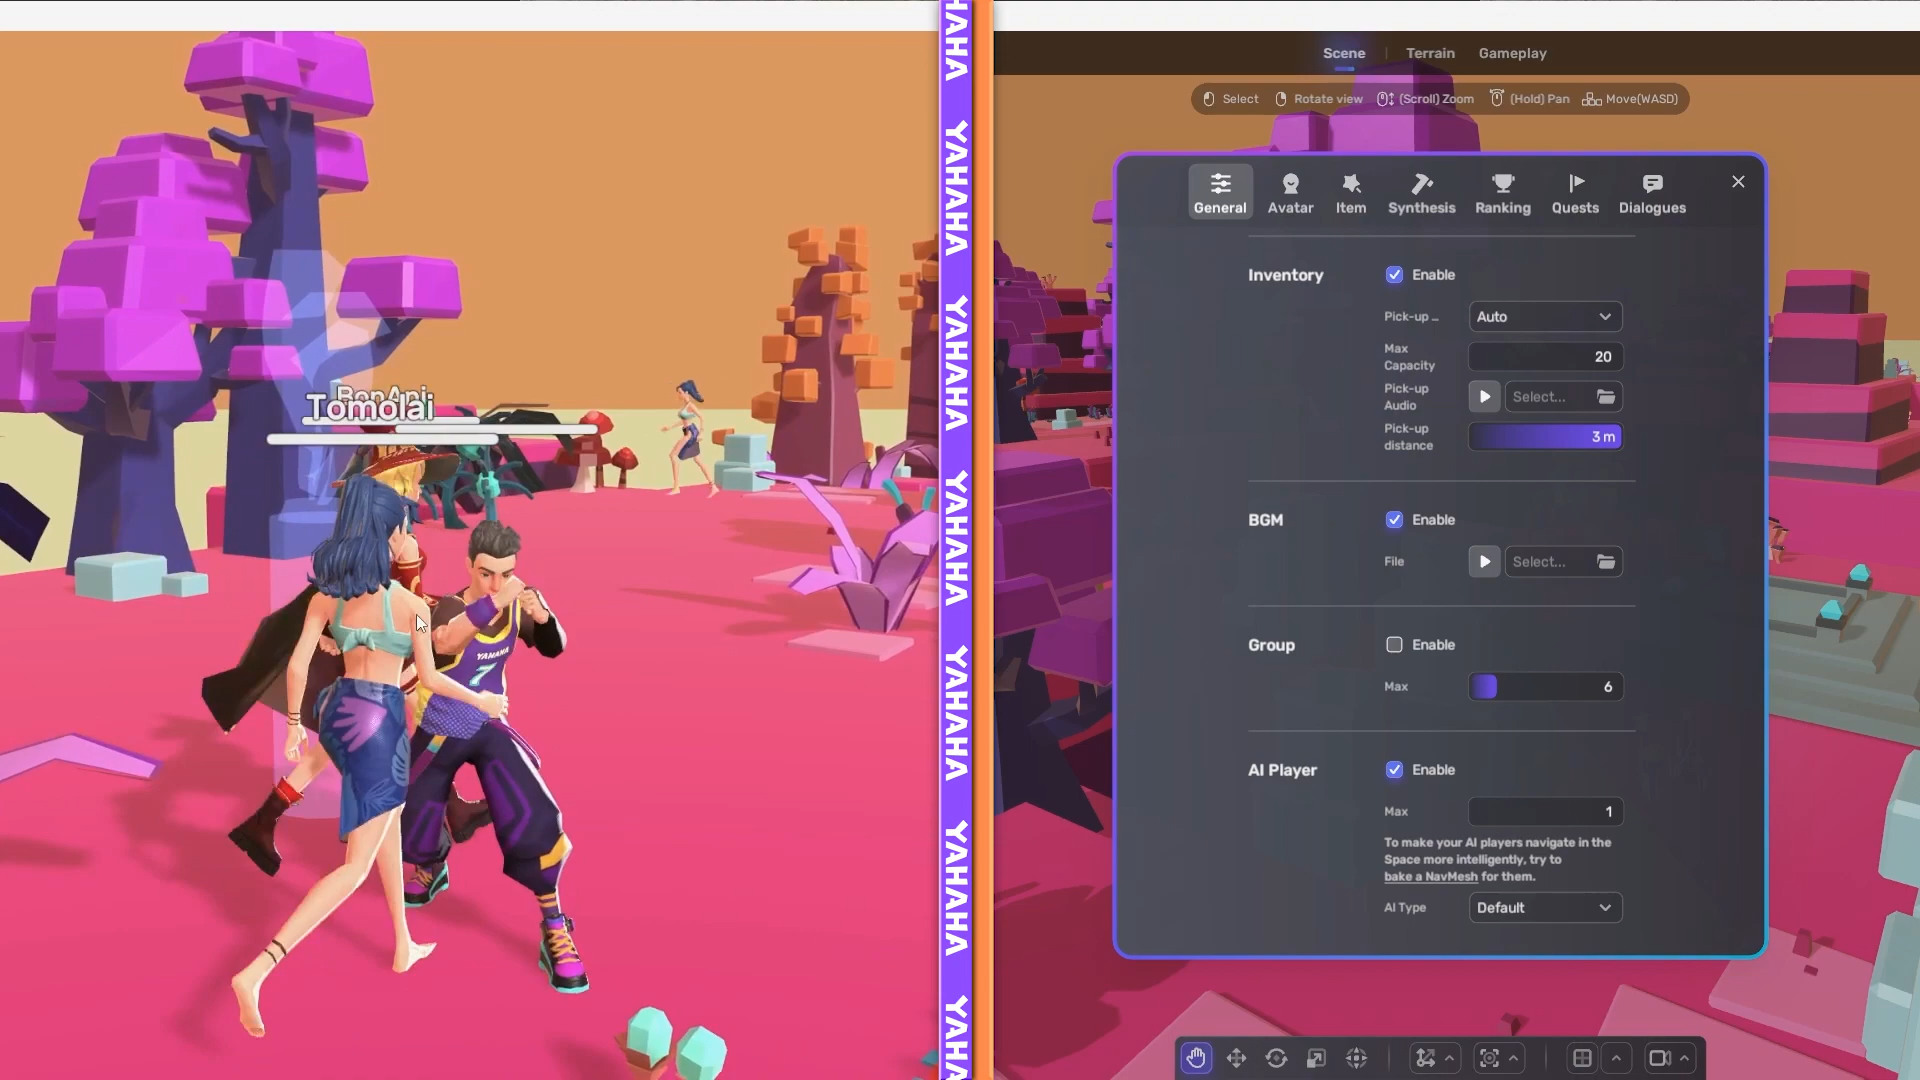 Tomolai
YAHAHA
7
YAHAHA
YAHAHA
YAHAHA
YAHAHA
YAHAHA
Scene
Terrain
Gameplay
Select
Rotate view
(Scroll) Zoom
(Hold) Pan
Move(WASD)
General
Avatar
Item
Synthesis
Ranking
Quests
Dialogues
Inventory
Enable
Pick-up ...
Auto
Max
Capacity
20
Pick-up
Audio
Select...
Pick-up
distance
3 m
BGM
Enable
File
Select...
Group
Enable
Max
6
AI Player
Enable
Max
1
To make your AI players navigate in the
Space more intelligently, try to
bake a NavMesh for them.
AI Type
Default